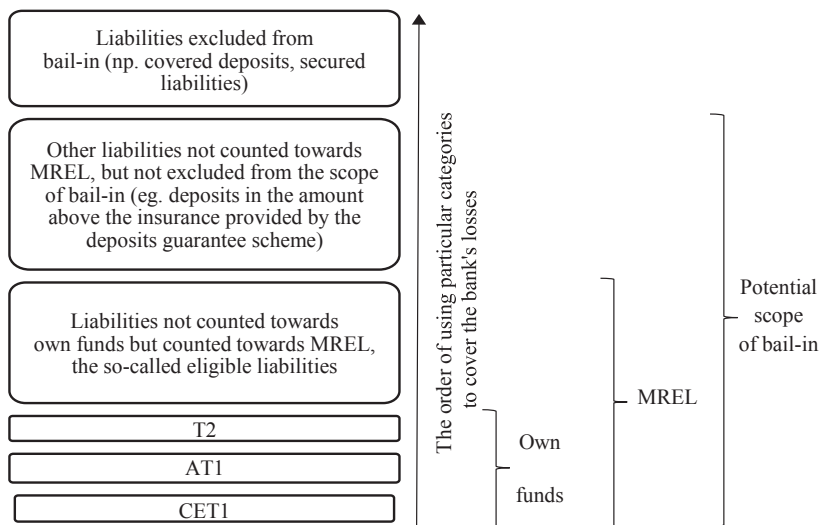 Liabilities excluded from
bail-in (np. covered deposits, secured
liabilities)
Other liabilities not counted towards
MREL, but not excluded from the scope
of bail-in (eg. deposits in the amount
above the insurance provided by the
deposits guarantee scheme)
Liabilities not counted towards
own funds but counted towards MREL,
the so-called eligible liabilities
T2
AT1
CET1
The order of using particular categories
to cover the bank's losses
Own
funds
MREL
Potential
scope
of bail-in